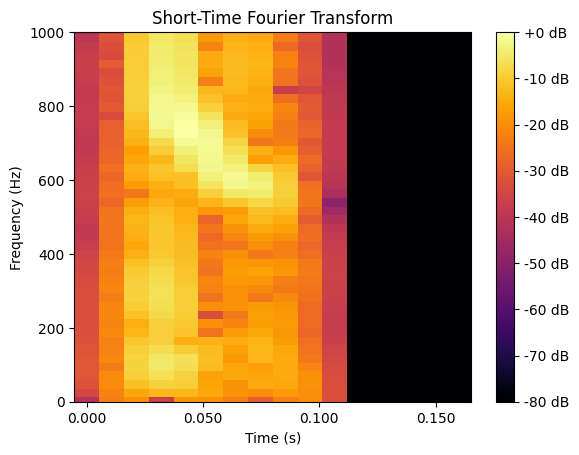 Short-Time Fourier Transform
1000
800
600
400
200
0
Frequency (Hz)
0.000
0.050
0.100
0.150
Time (s)
+0 dB
-10 dB
-20 dB
-30 dB
-40 dB
-50 dB
-60 dB
-70 dB
-80 dB